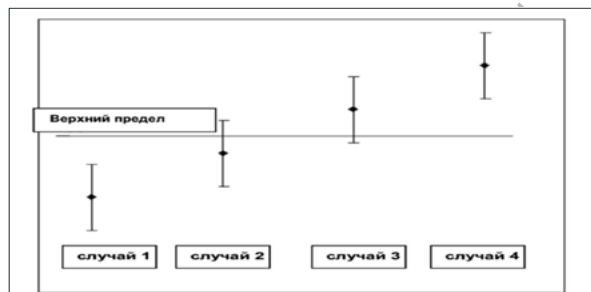 Верхний предел
случай 1
случай 2
случай 3
случай 4